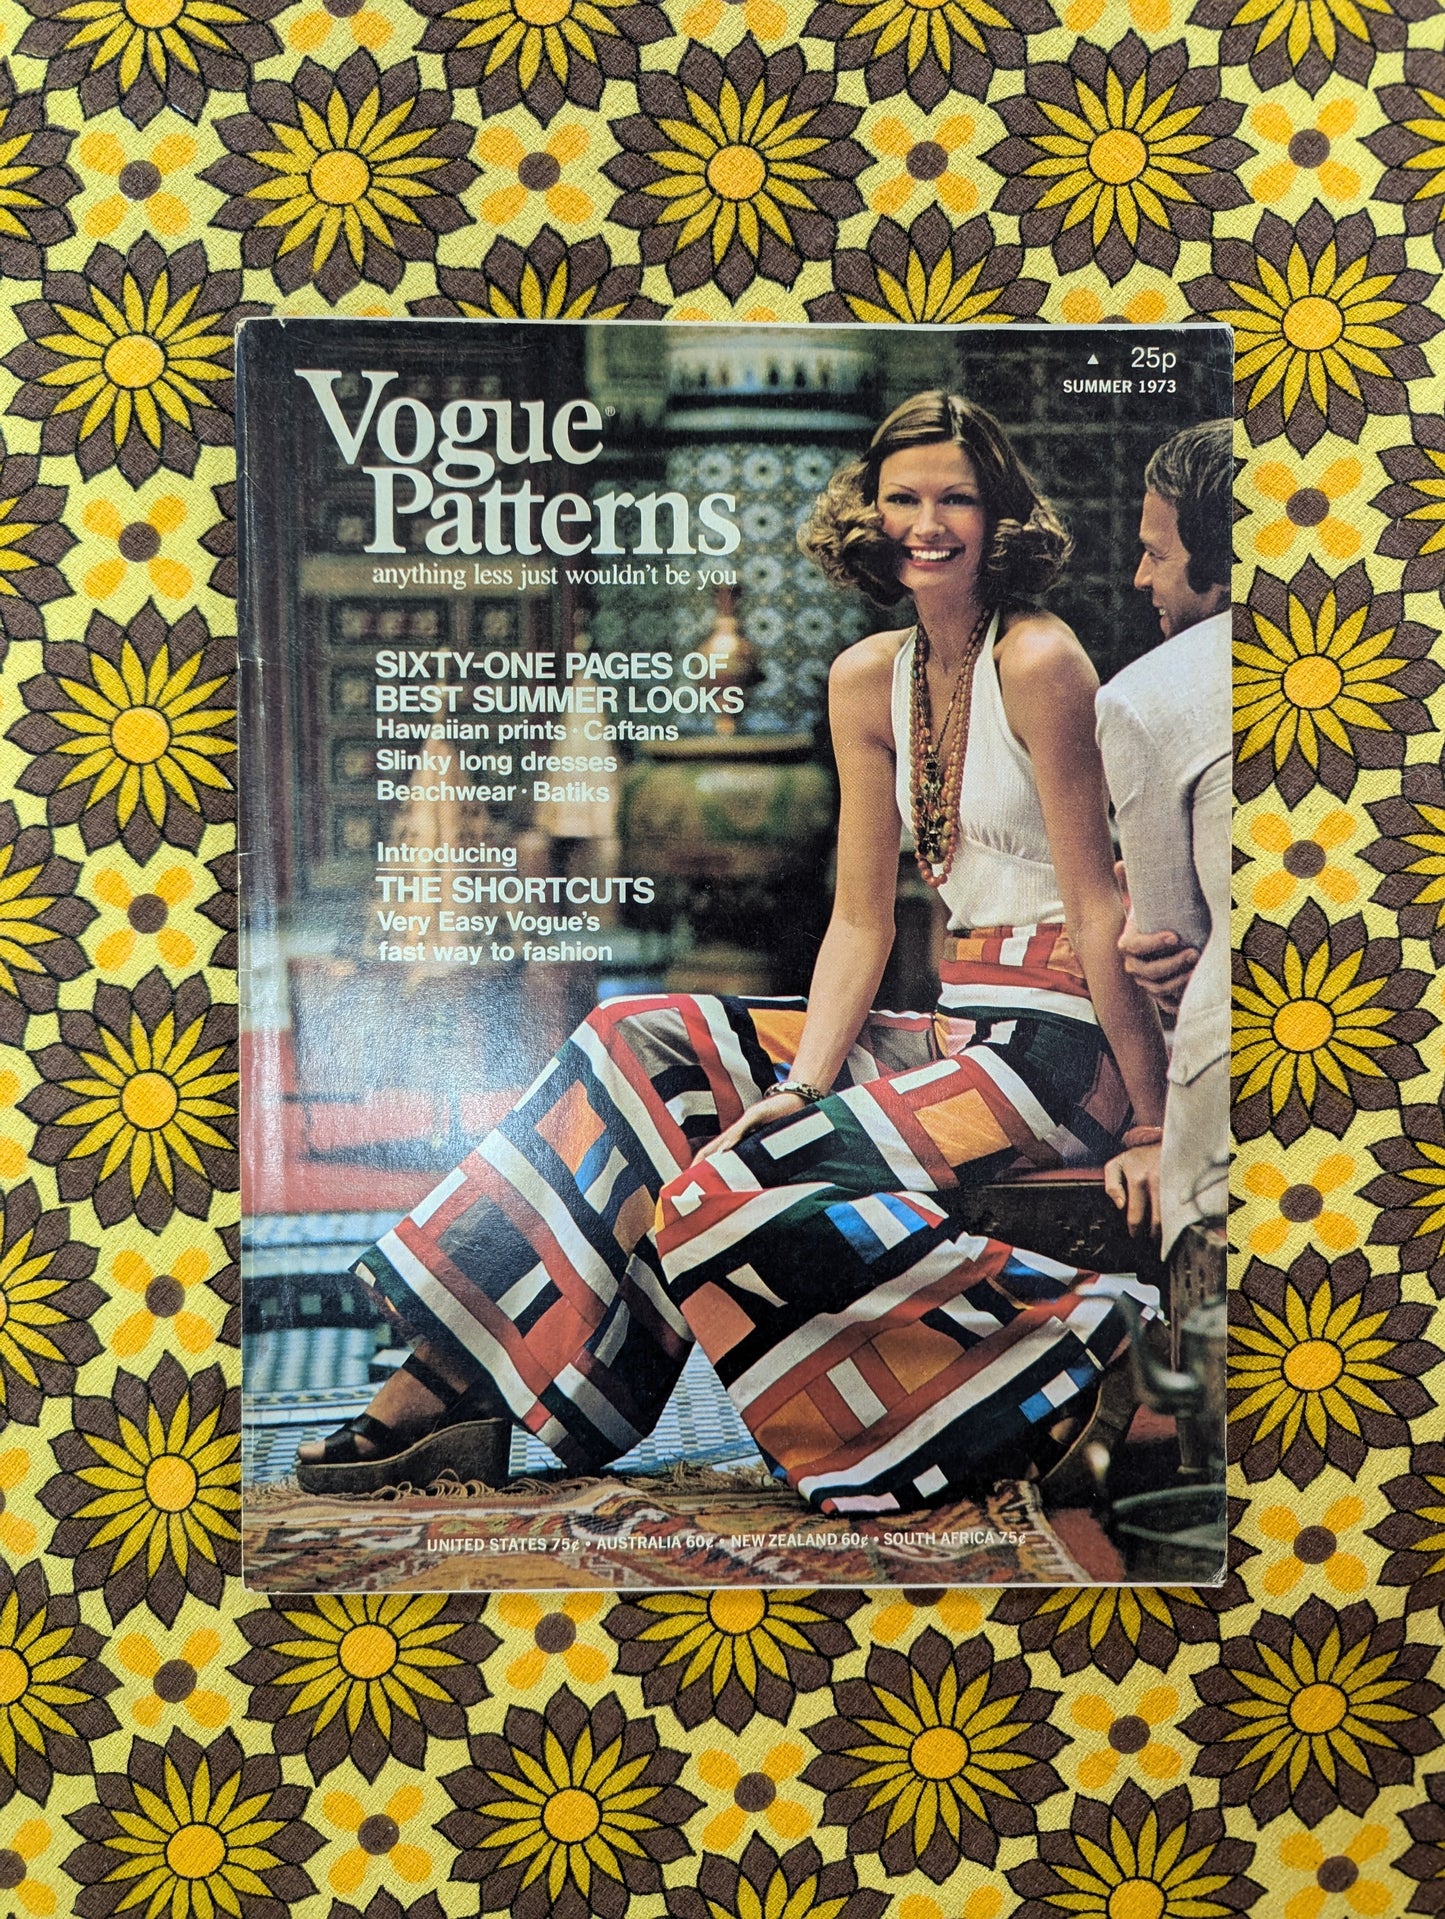 ▲ 25p
SUMMER 1973
Vogue®
Patterns
anything less just wouldn't be you
SIXTY-ONE PAGES OF
BEST SUMMER LOOKS
Hawaiian prints · Caftans
Slinky long dresses
Beachwear · Batiks
Introducing
THE SHORTCUTS
Very Easy Vogue's
fast way to fashion
UNITED STATES 75¢ • AUSTRALIA 60¢ • NEW ZEALAND 60¢ • SOUTH AFRICA 75¢